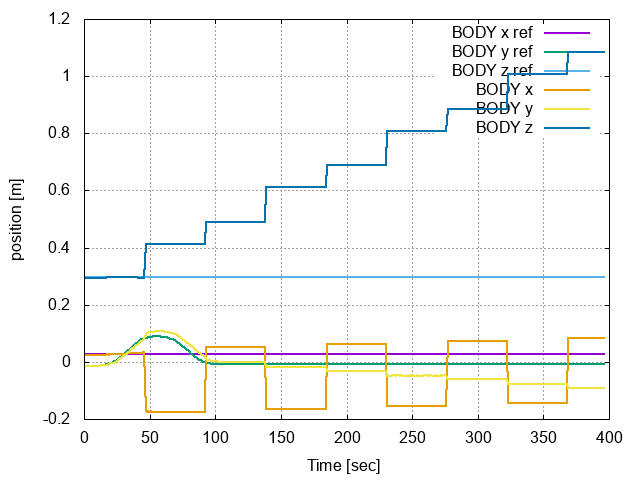 1.2
1
0.8
0.6
0.4
0.2
0
-0.2
position [m]
0 50 100 150 200 250 300 350 400
Time [sec]
BODY x ref
BODY y ref
BODY z ref
BODY x
BODY y
BODY z